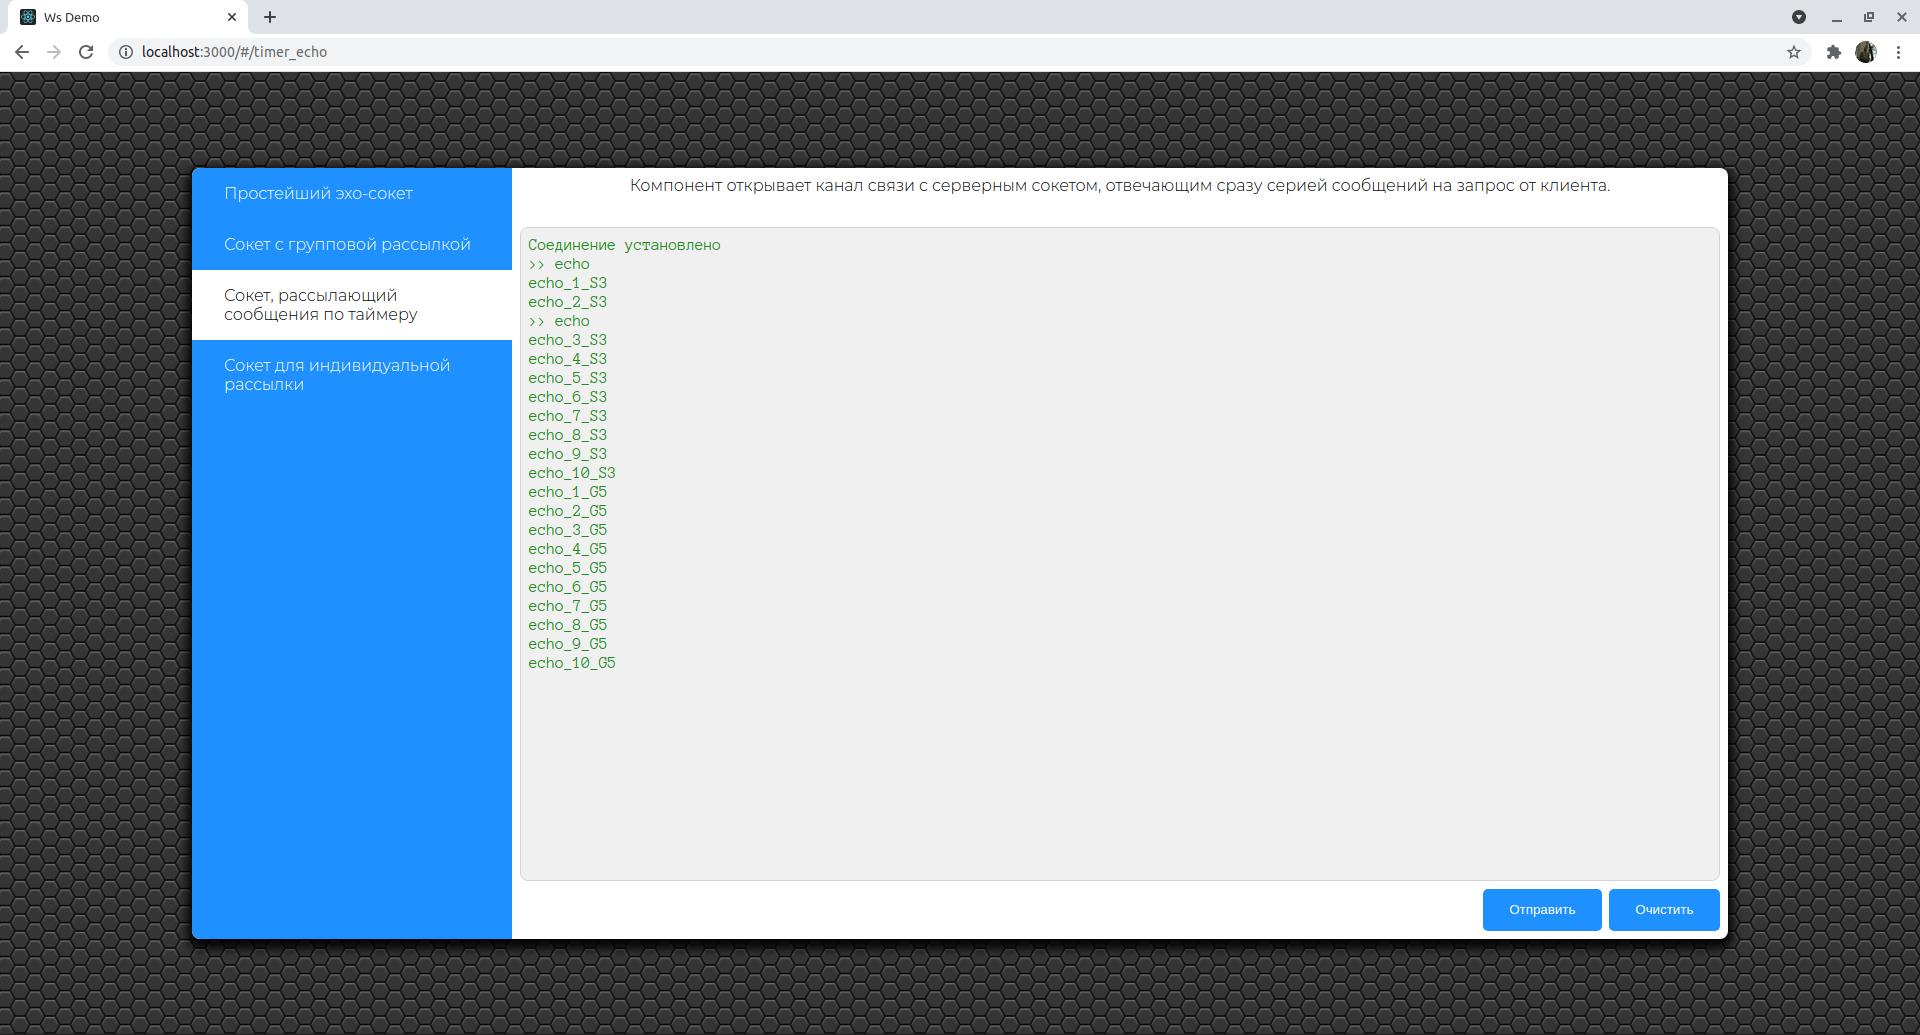 Ws Demo
localhost:3000/#/timer_echo
Простейший эхо-сокет
Сокет с групповой рассылкой
Сокет, рассылающий
сообщения по таймеру
Сокет для индивидуальной
рассылки
Компонент открывает канал связи с серверным сокетом, отвечающим сразу серией сообщений на запрос от клиента.
Соединение установлено
>> echo
echo_1_S3
echo_2_S3
>> echo
echo_3_S3
echo_4_S3
echo_5_S3
echo_6_S3
echo_7_S3
echo_8_S3
echo_9_S3
echo_10_S3
echo_1_G5
echo_2_G5
echo_3_G5
echo_4_G5
echo_5_G5
echo_6_G5
echo_7_G5
echo_8_G5
echo_9_G5
echo_10_G5
Отправить
Очистить